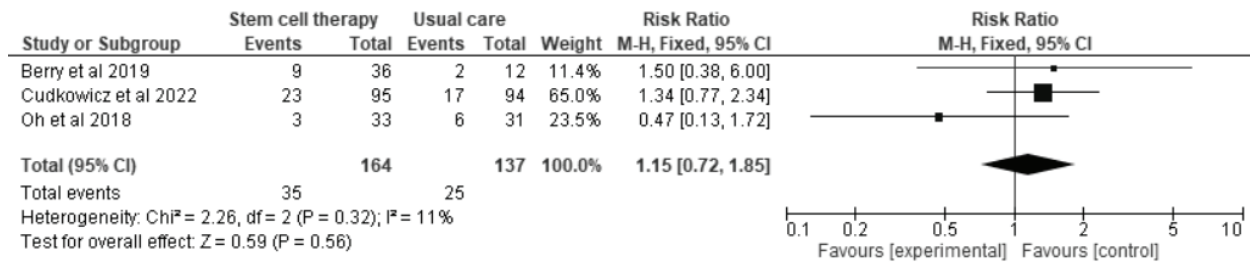 Stem cell therapy Usual care Risk Ratio Risk Ratio
Study or Subgroup Events Total Events Total Weight M-H, Fixed, 95% CI M-H, Fixed, 95% CI
Berry et al 2019 9 36 2 12 11.4% 1.50 [0.38, 6.00]
Cudkowicz et al 2022 23 95 17 94 65.0% 1.34 [0.77, 2.34]
Oh et al 2018 3 33 6 31 23.5% 0.47 [0.13, 1.72]
Total (95% CI) 164 137 100.0% 1.15 [0.72, 1.85]
Total events 35 25
Heterogeneity: Chi² = 2.26, df = 2 (P = 0.32); I² = 11%
Test for overall effect: Z = 0.59 (P = 0.56)
0.1 0.2 0.5 1 2 5 10
Favours [experimental] Favours [control]